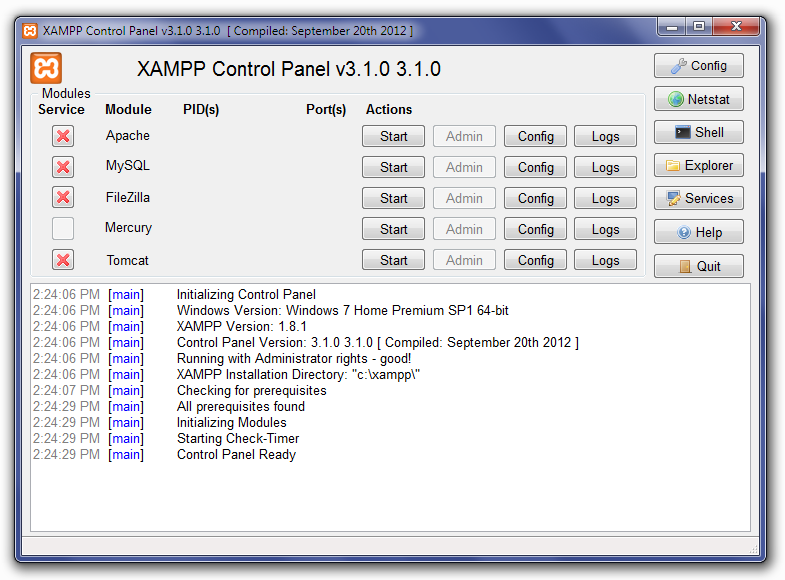 XAMPP Control Panel v3.1.0 3.1.0 [ Compiled: September 20th 2012 ]
XAMPP Control Panel v3.1.0 3.1.0
Config
Modules
Netstat
Service Module PID(s) Port(s) Actions
Apache Start Admin Config Logs
Shell
MySQL Start Admin Config Logs
Explorer
FileZilla Start Admin Config Logs
Services
Mercury Start Admin Config Logs
Help
Tomcat Start Admin Config Logs
Quit
2:24:06 PM [main] Initializing Control Panel
2:24:06 PM [main] Windows Version: Windows 7 Home Premium SP1 64-bit
2:24:06 PM [main] XAMPP Version: 1.8.1
2:24:06 PM [main] Control Panel Version: 3.1.0 3.1.0 [ Compiled: September 20th 2012 ]
2:24:06 PM [main] Running with Administrator rights - good!
2:24:06 PM [main] XAMPP Installation Directory: "c:\xampp\"
2:24:07 PM [main] Checking for prerequisites
2:24:29 PM [main] All prerequisites found
2:24:29 PM [main] Initializing Modules
2:24:29 PM [main] Starting Check-Timer
2:24:29 PM [main] Control Panel Ready